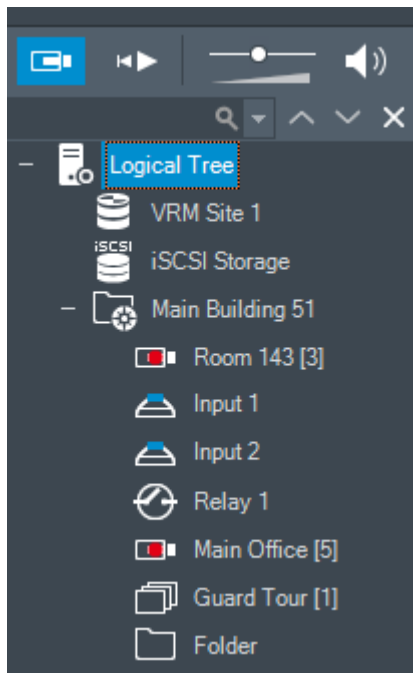 Logical Tree
VRM Site 1
iSCSI
iSCSI Storage
Main Building 51
Room 143 [3]
Input 1
Input 2
Relay 1
Main Office [5]
Guard Tour [1]
Folder